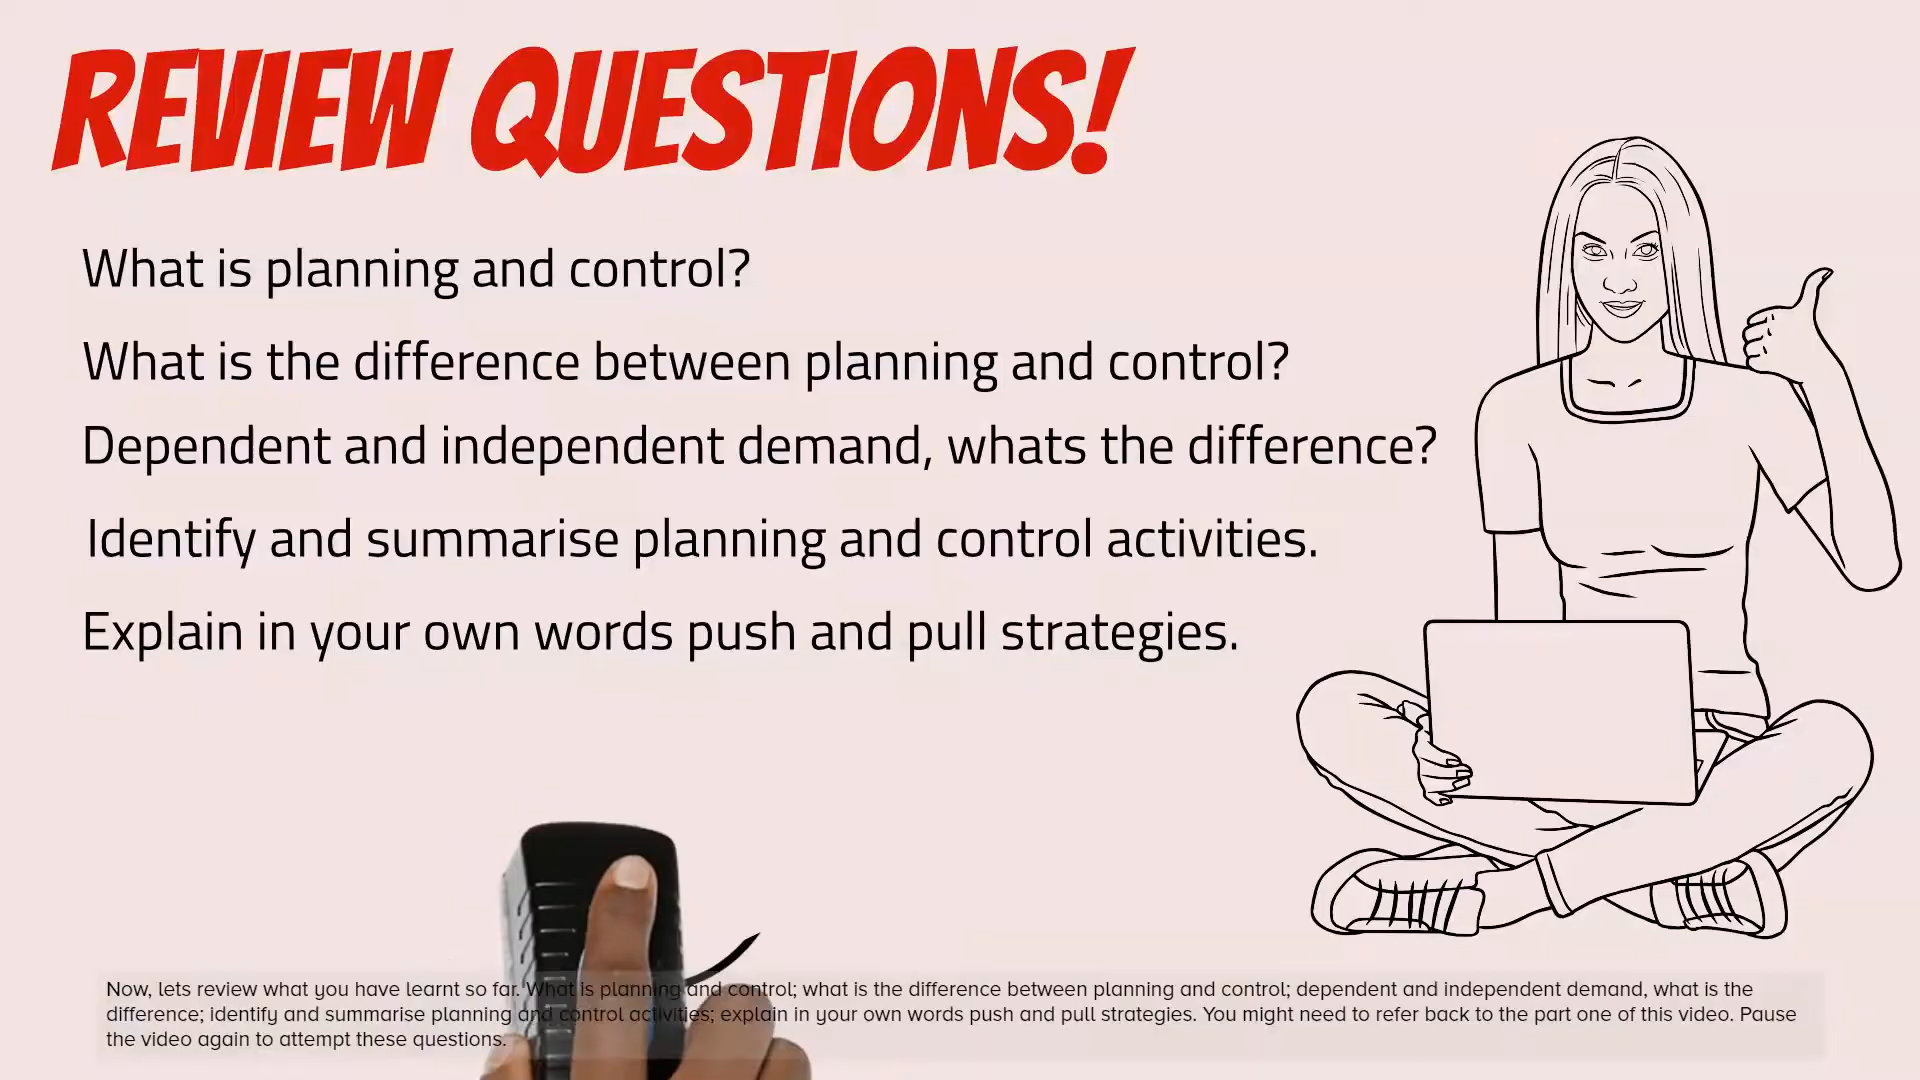 REVIEW QUESTIONS!
What is planning and control?
What is the difference between planning and control?
Dependent and independent demand, whats the difference?
Identify and summarise planning and control activities.
Explain in your own words push and pull strategies.
Now, lets review what you have learnt so far. What is planning and control; what is the difference between planning and control; dependent and independent demand, what is the
difference; identify and summarise planning and control activities; explain in your own words push and pull strategies. You might need to refer back to the part one of this video. Pause
the video again to attempt these questions.